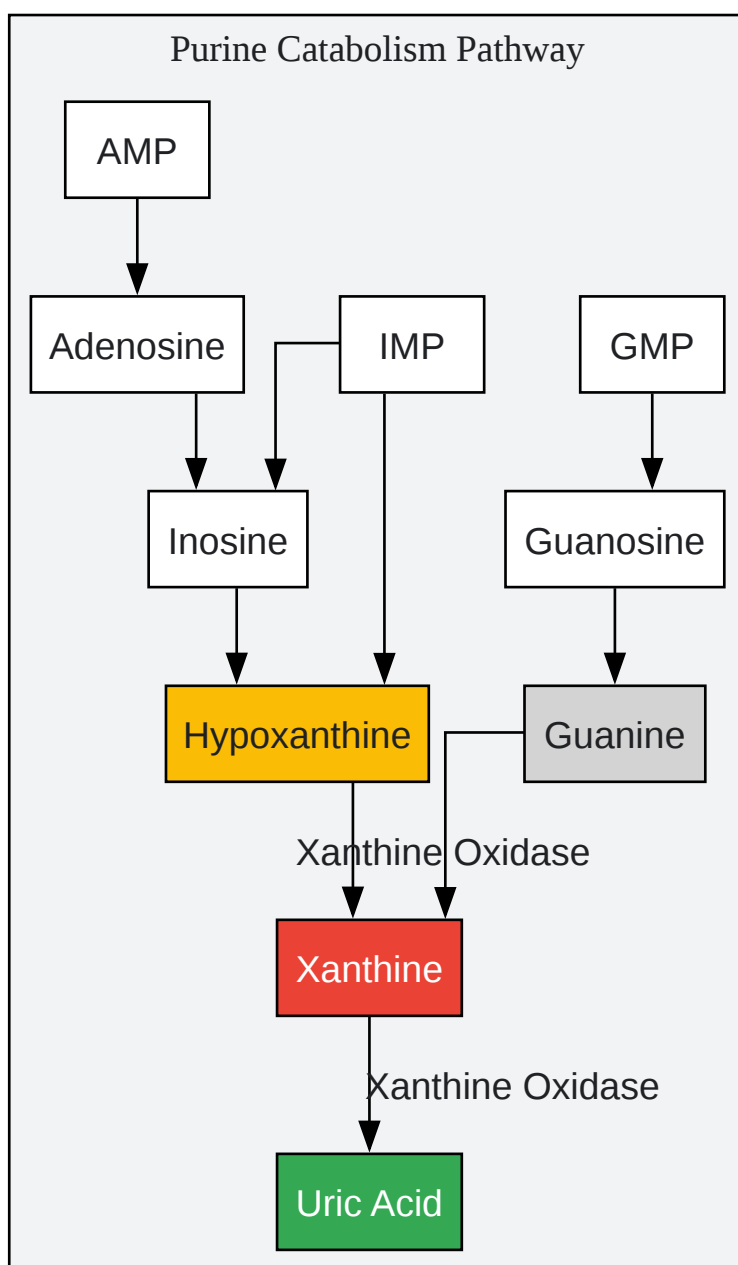 Purine Catabolism Pathway
AMP
Adenosine
IMP
GMP
Inosine
Guanosine
Hypoxanthine
Guanine
Xanthine Oxidase
Xanthine
Xanthine Oxidase
Uric Acid